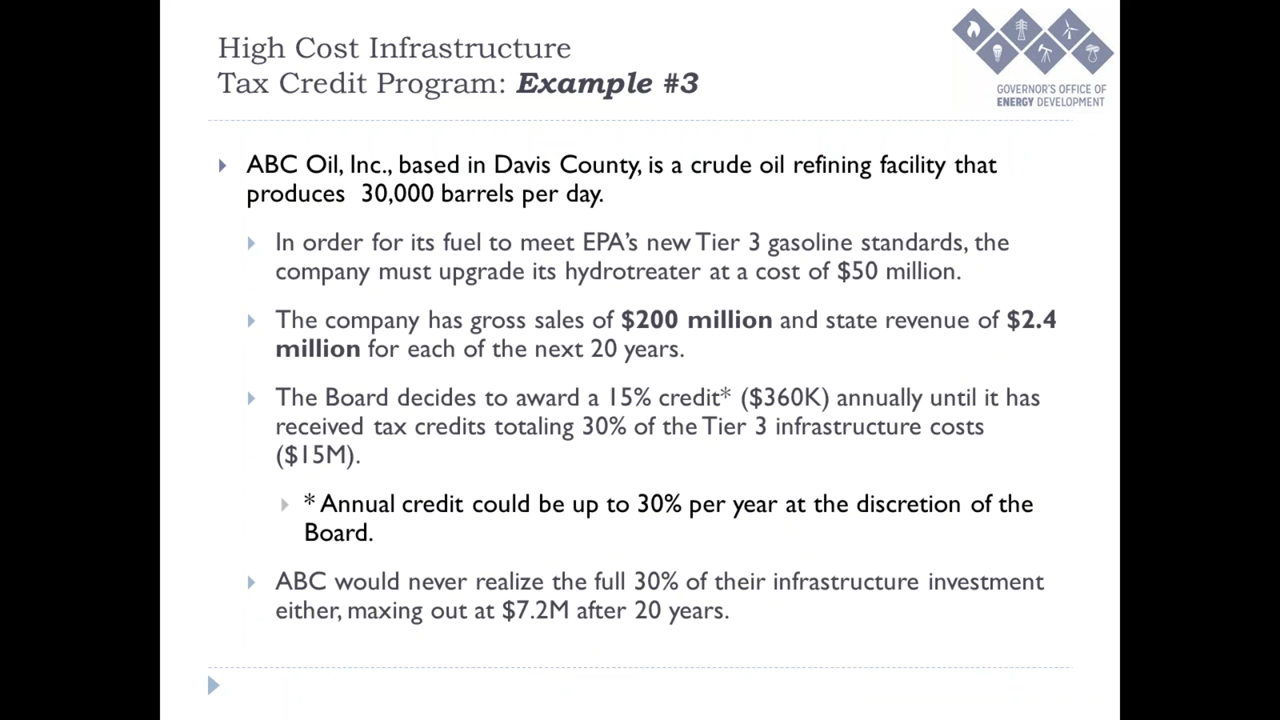 High Cost Infrastructure
Tax Credit Program: Example #3
GOVERNOR'S OFFICE OF
ENERGY DEVELOPMENT
ABC Oil, Inc., based in Davis County, is a crude oil refining facility that
produces 30,000 barrels per day.
In order for its fuel to meet EPA's new Tier 3 gasoline standards, the
company must upgrade its hydrotreater at a cost of $50 million.
The company has gross sales of $200 million and state revenue of $2.4
million for each of the next 20 years.
The Board decides to award a 15% credit* ($360K) annually until it has
received tax credits totaling 30% of the Tier 3 infrastructure costs
($15M).
* Annual credit could be up to 30% per year at the discretion of the
Board.
ABC would never realize the full 30% of their infrastructure investment
either, maxing out at $7.2M after 20 years.